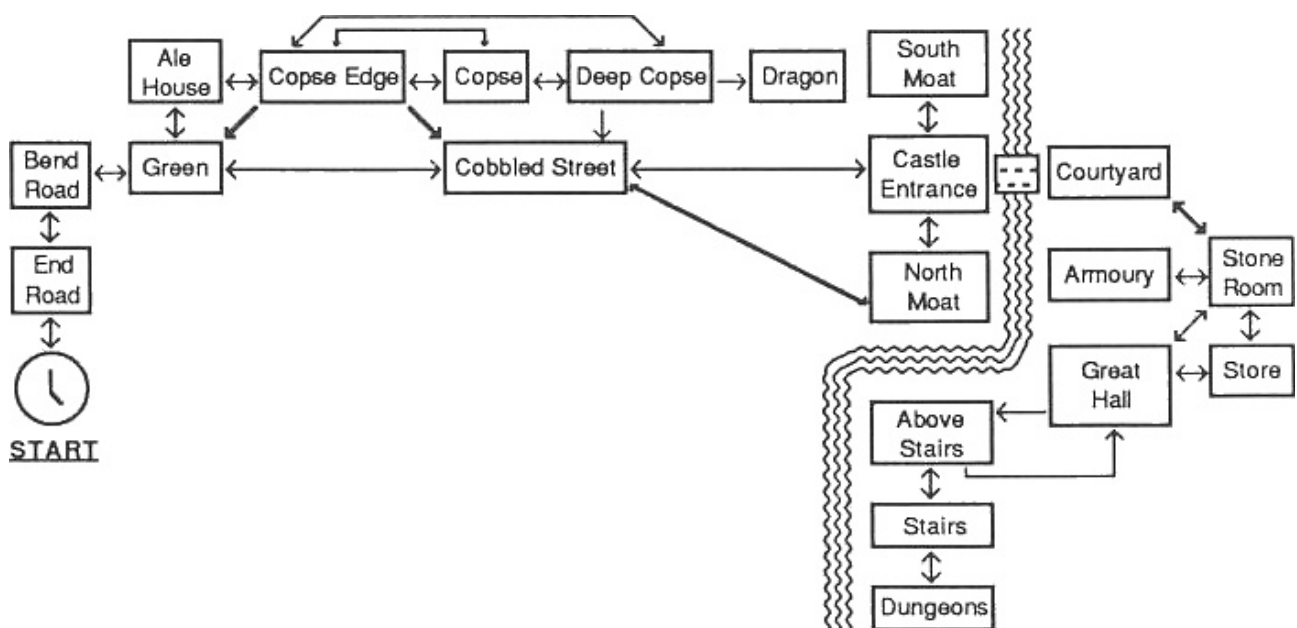 Ale
House
Copse Edge
Copse
Deep Copse
Dragon
South
Moat
Bend
Road
Green
Cobbled Street
Castle
Entrance
Courtyard
End
Road
North
Moat
Armoury
Stone
Room
START
Great
Hall
Store
Above
Stairs
Stairs
Dungeons